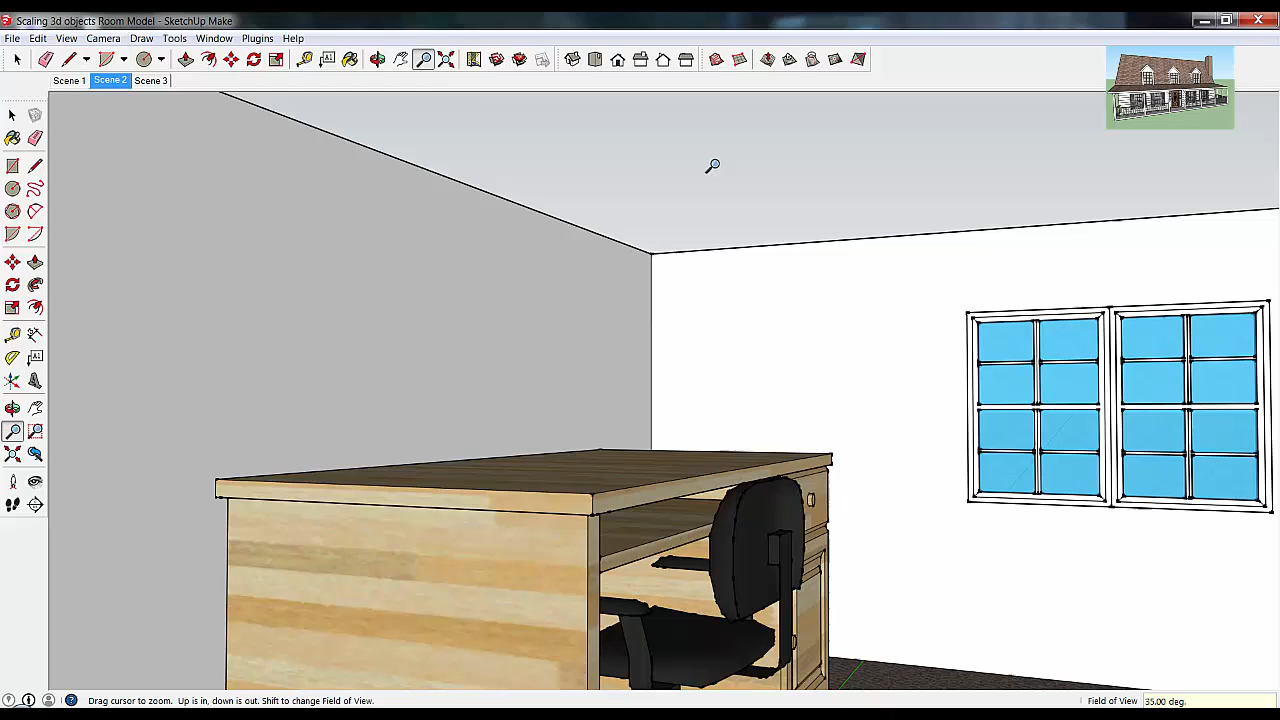 Scaling 3d objects Room Model - SketchUp Make
File Edit View Camera Draw Tools Window Plugins Help
Scene 1 Scene 2 Scene 3
Drag cursor to zoom. Up is in, down is out. Shift to change Field of View.
Field of View 35.00 deg.